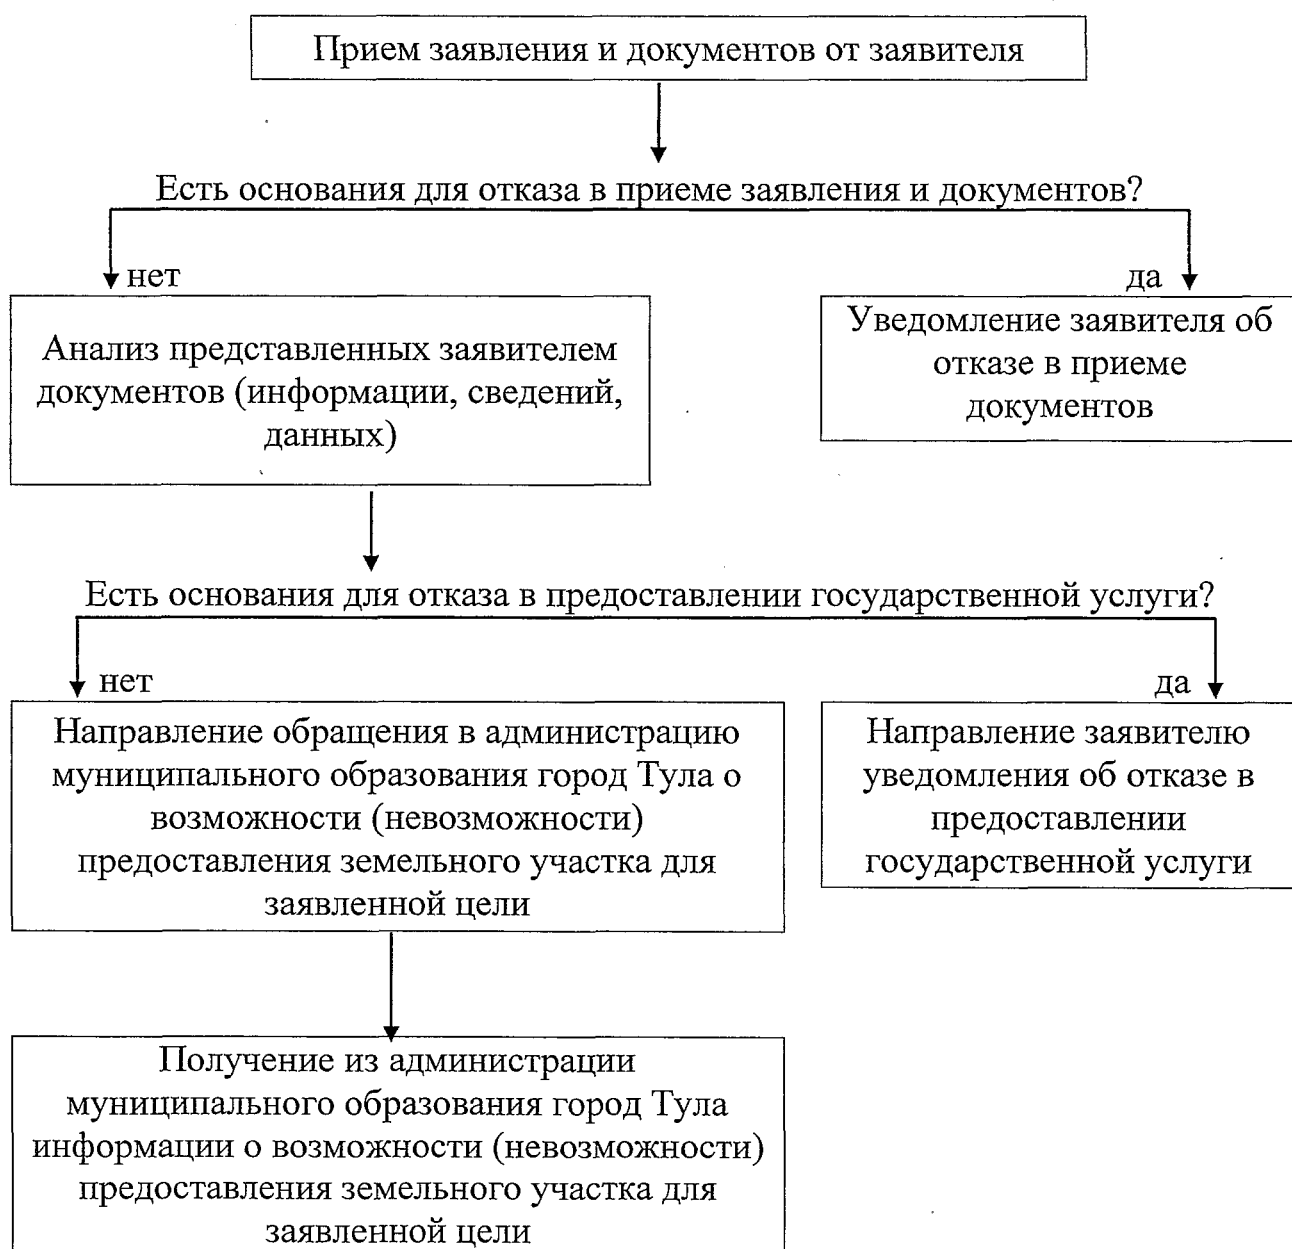 Прием заявления и документов от заявителя
Есть основания для отказа в приеме заявления и документов?
нет
да
Анализ представленных заявителем
документов (информации, сведений,
данных)
Уведомление заявителя об
отказе в приеме
документов
Есть основания для отказа в предоставлении государственной услуги?
нет
да
Направление обращения в администрацию
муниципального образования город Тула о
возможности (невозможности)
предоставления земельного участка для
заявленной цели
Направление заявителю
уведомления об отказе в
предоставлении
государственной услуги
Получение из администрации
муниципального образования город Тула
информации о возможности (невозможности)
предоставления земельного участка для
заявленной цели